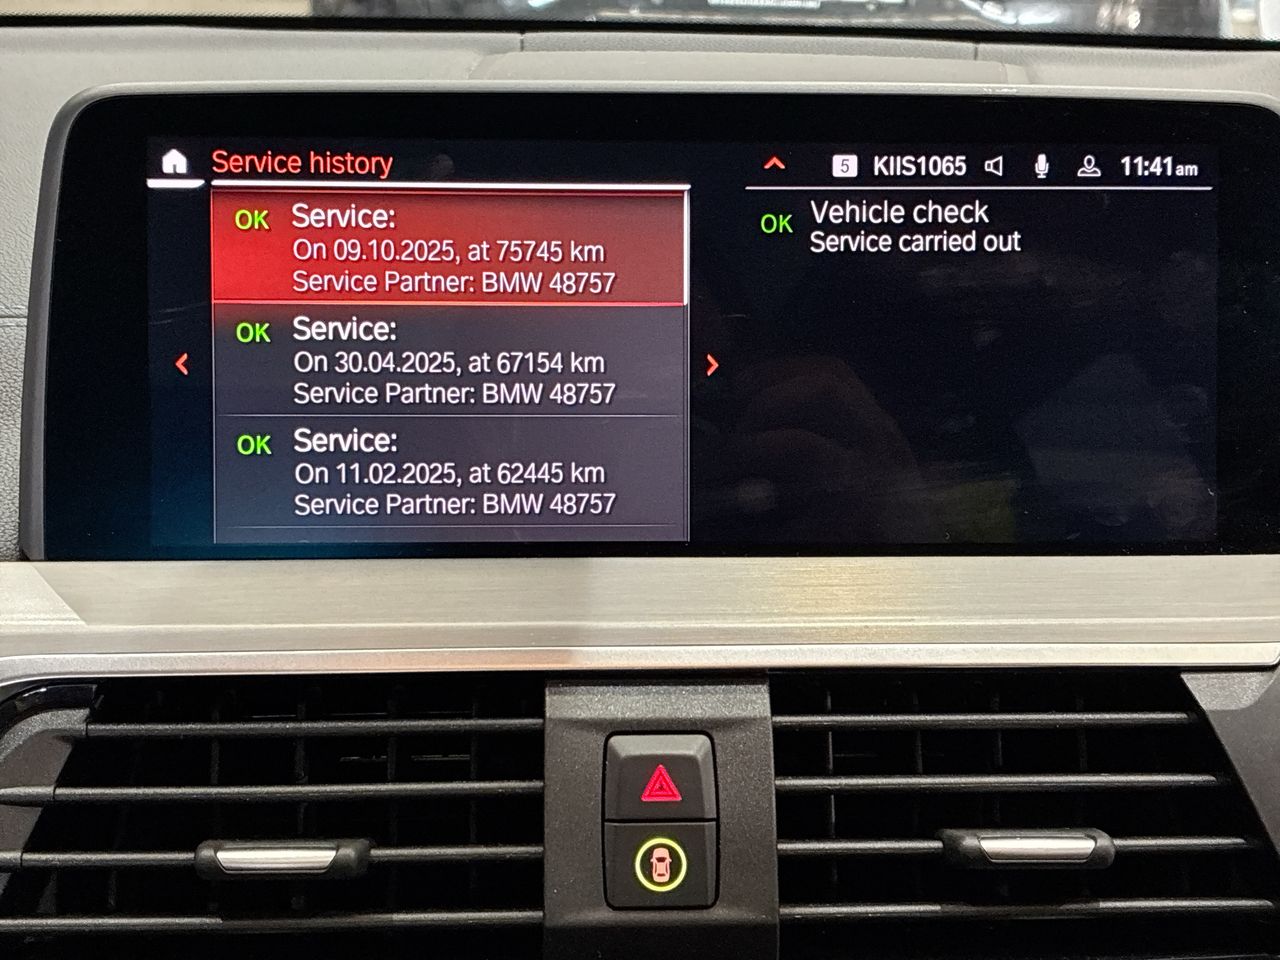 Service history
5 KIIS1065 11:41am
OK Service:
On 09.10.2025, at 75745 km
Service Partner: BMW 48757
OK Service:
On 30.04.2025, at 67154 km
Service Partner: BMW 48757
OK Service:
On 11.02.2025, at 62445 km
Service Partner: BMW 48757
OK Vehicle check
Service carried out